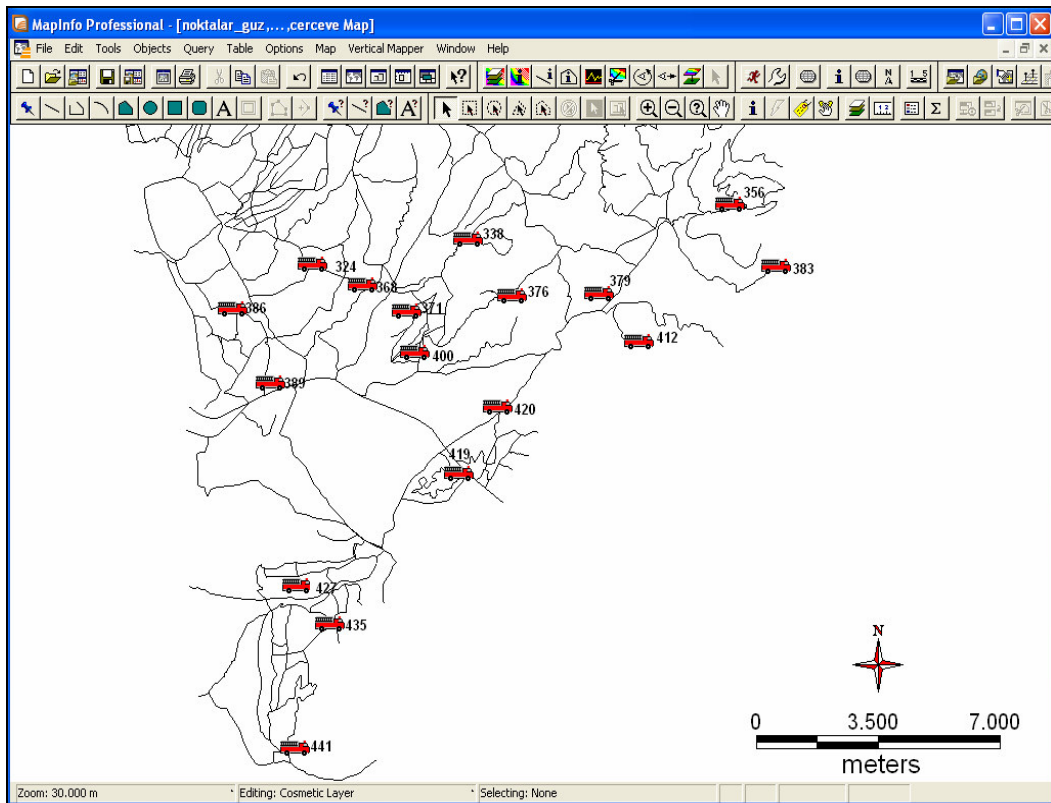 MapInfo Professional - [noktalar_guz,...,cerceve Map]
File Edit Tools Objects Query Table Options Map Vertical Mapper Window Help
356
338
324
383
368
379
376
386
371
412
400
389
420
419
427
435
441
N
0 3.500 7.000
meters
Zoom: 30.000 m Editing: Cosmetic Layer Selecting: None